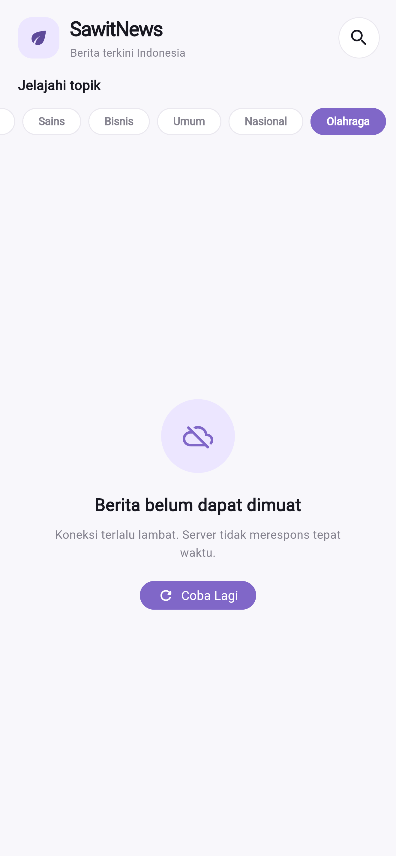 SawitNews
Berita terkini Indonesia
Jelajahi topik
Sains
Bisnis
Umum
Nasional
Olahraga
Berita belum dapat dimuat
Koneksi terlalu lambat. Server tidak merespons tepat
waktu.
Coba Lagi